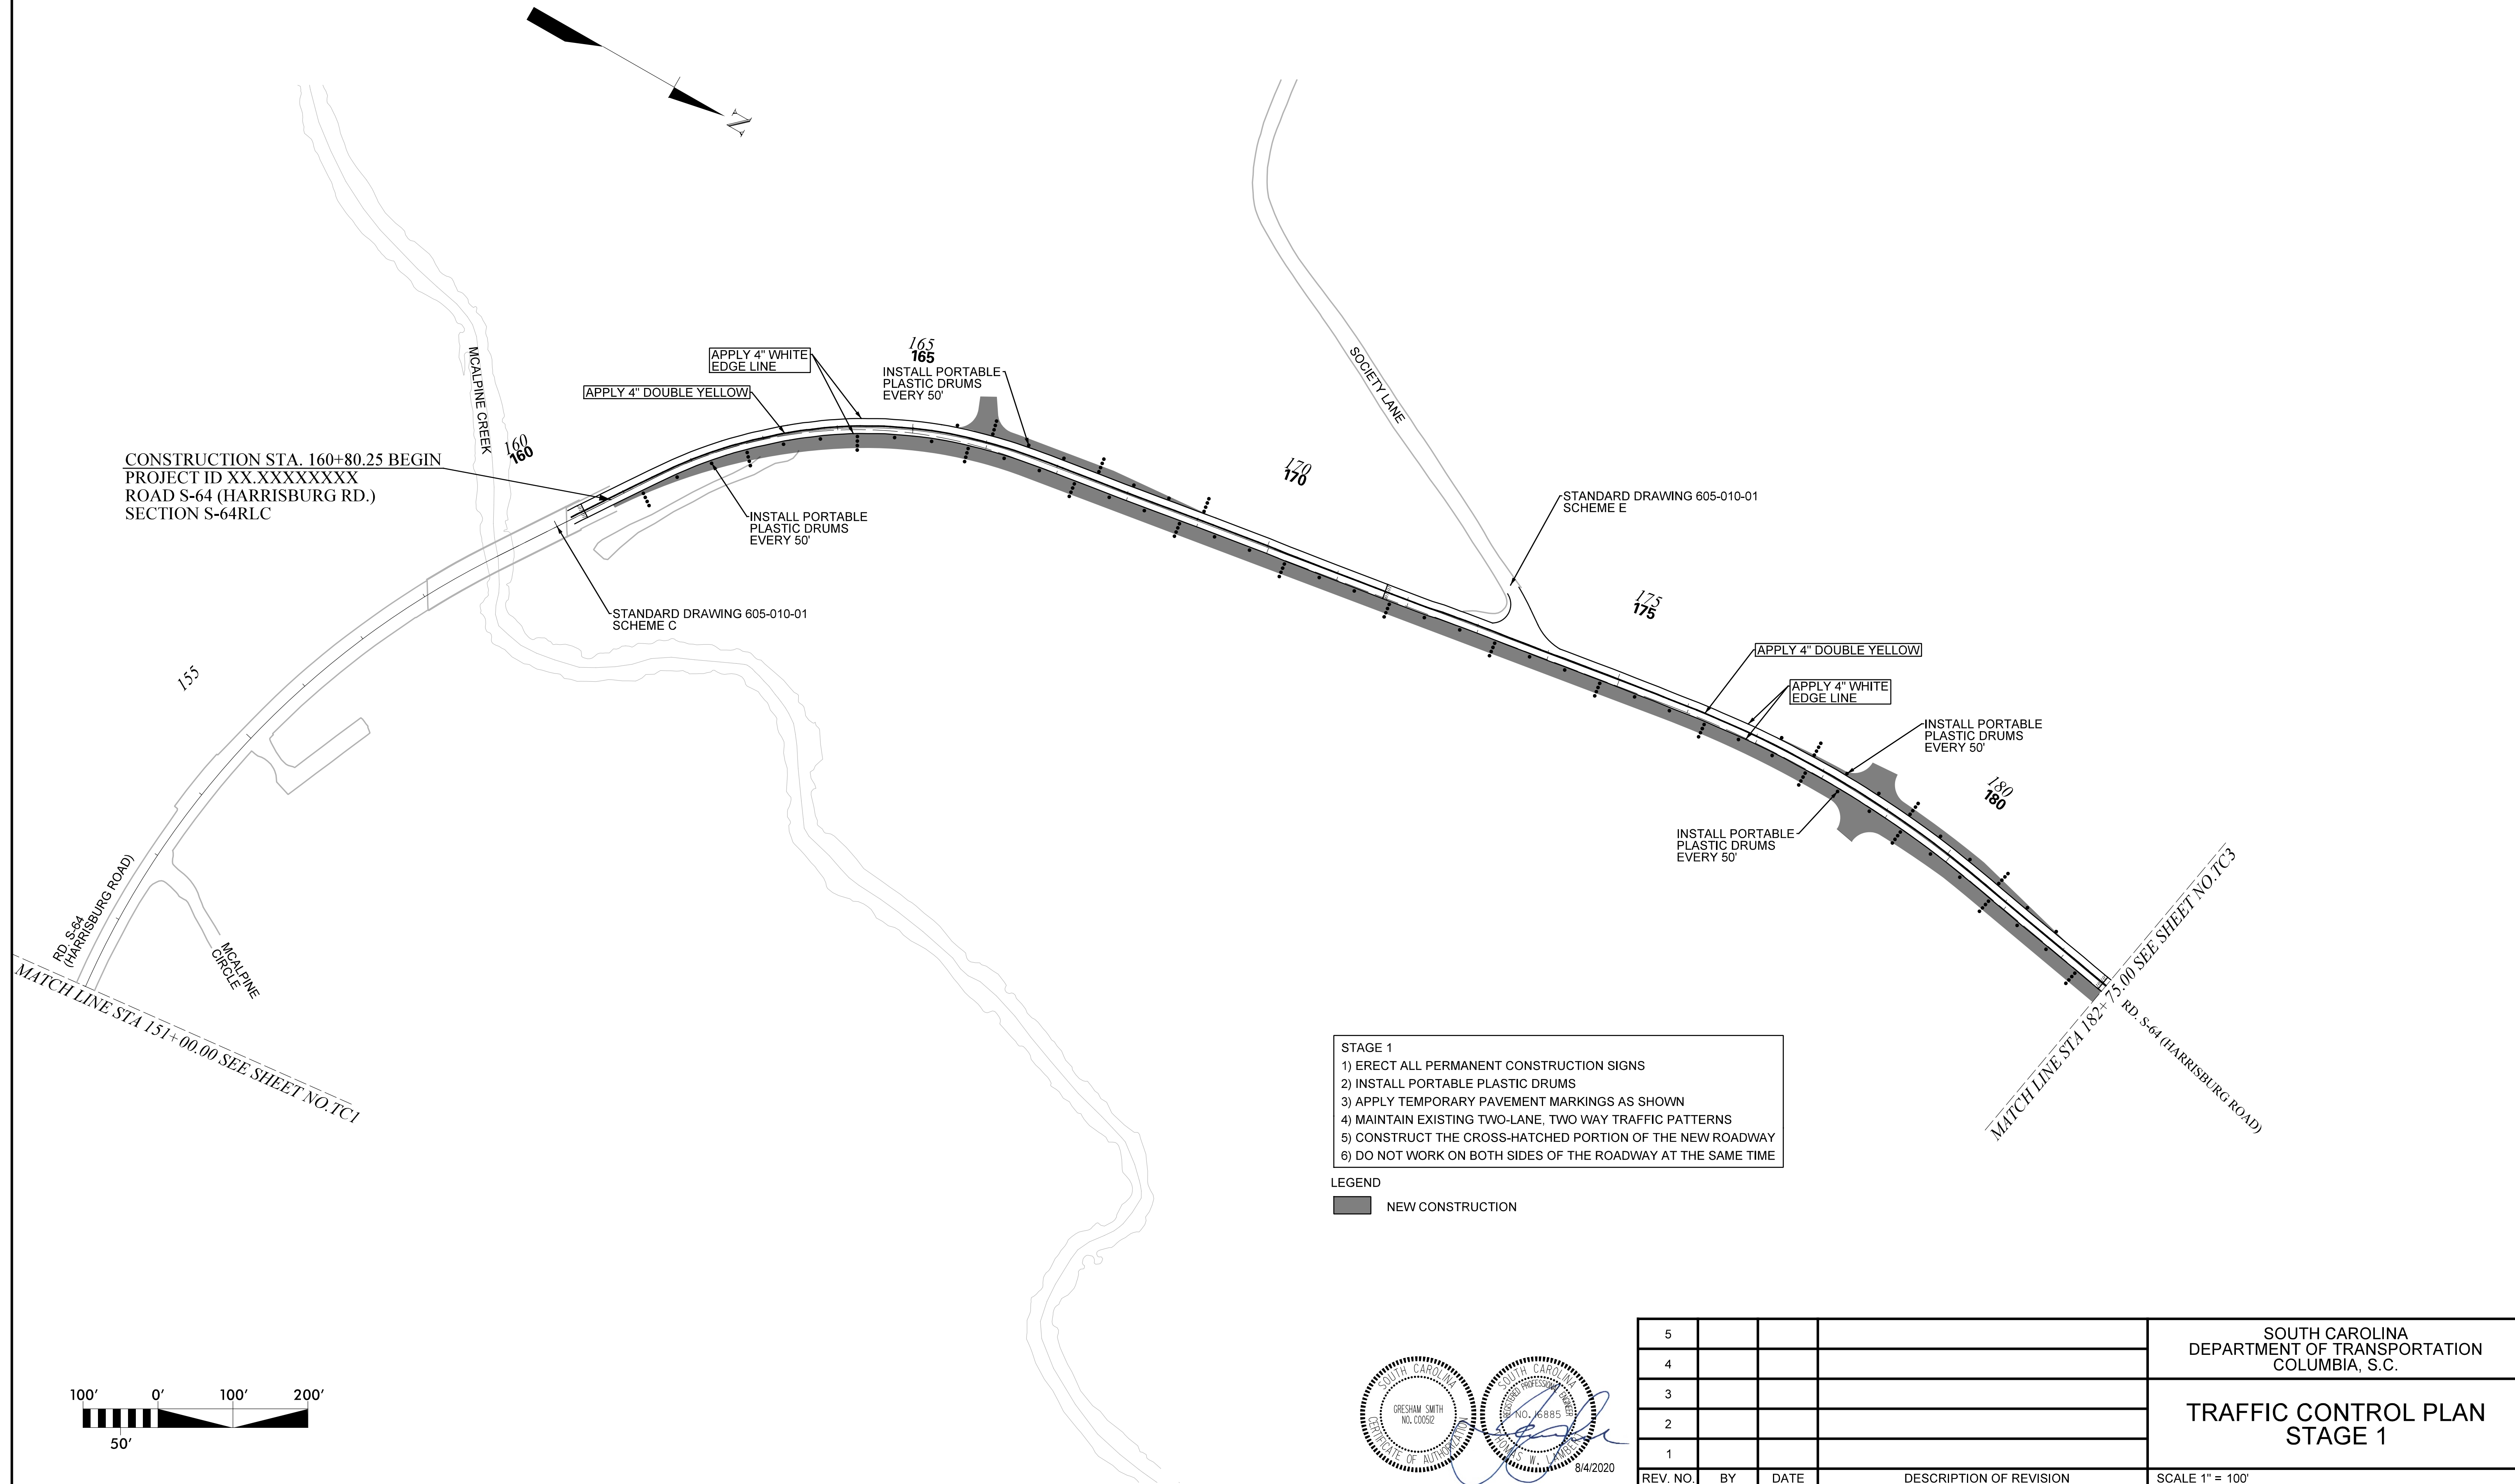 N
MCALPINE CREEK
165
165
APPLY 4" WHITE
EDGE LINE
INSTALL PORTABLE
PLASTIC DRUMS
EVERY 50'
APPLY 4" DOUBLE YELLOW
SOCIETY LANE
160
160
CONSTRUCTION STA. 160+80.25 BEGIN
PROJECT ID XX.XXXXXXXX
ROAD S-64 (HARRISBURG RD.)
SECTION S-64RLC
170
170
STANDARD DRAWING 605-010-01
SCHEME E
INSTALL PORTABLE
PLASTIC DRUMS
EVERY 50'
STANDARD DRAWING 605-010-01
SCHEME C
175
175
155
APPLY 4" DOUBLE YELLOW
APPLY 4" WHITE
EDGE LINE
INSTALL PORTABLE
PLASTIC DRUMS
EVERY 50'
180
180
INSTALL PORTABLE
PLASTIC DRUMS
EVERY 50'
RD. S-64
(HARRISBURG ROAD)
MCALPINE
CIRCLE
MATCH LINE STA 151+00.00 SEE SHEET NO.TC1
MATCH LINE STA 182+75.00 SEE SHEET NO.TC3
RD. S-64 (HARRISBURG ROAD)
STAGE 1
1) ERECT ALL PERMANENT CONSTRUCTION SIGNS
2) INSTALL PORTABLE PLASTIC DRUMS
3) APPLY TEMPORARY PAVEMENT MARKINGS AS SHOWN
4) MAINTAIN EXISTING TWO-LANE, TWO WAY TRAFFIC PATTERNS
5) CONSTRUCT THE CROSS-HATCHED PORTION OF THE NEW ROADWAY
6) DO NOT WORK ON BOTH SIDES OF THE ROADWAY AT THE SAME TIME
LEGEND
NEW CONSTRUCTION
100' 0' 100' 200'
50'
SOUTH CAROLINA
GRESHAM SMITH
NO. C00512
CERTIFICATE OF AUTHORIZATION
SOUTH CAROLINA
REGISTERED PROFESSIONAL ENGINEER
NO. 16885
THOMAS W. LAMBERT
8/4/2020
5
4
3
2
1
REV. NO. BY DATE DESCRIPTION OF REVISION
SOUTH CAROLINA
DEPARTMENT OF TRANSPORTATION
COLUMBIA, S.C.
TRAFFIC CONTROL PLAN
STAGE 1
SCALE 1" = 100'